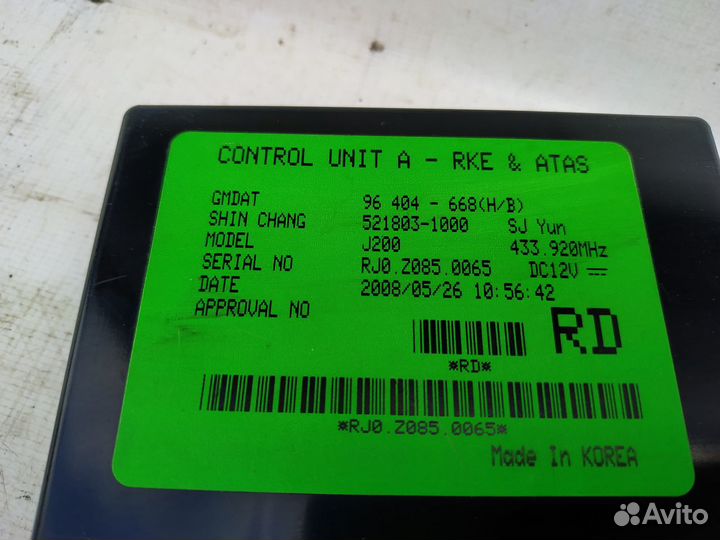 CONTROL UNIT A - RKE & ATAS
GMDAT 96 404 - 668(H/B)
SHIN CHANG 521803-1000 SJ Yun
MODEL J200 433.920MHz
SERIAL NO RJ0.Z085.0065 DC12V
DATE 2008/05/26 10:56:42
APPROVAL NO
RD
*RD*
*RJ0.Z085.0065*
Made In KOREA
Avito